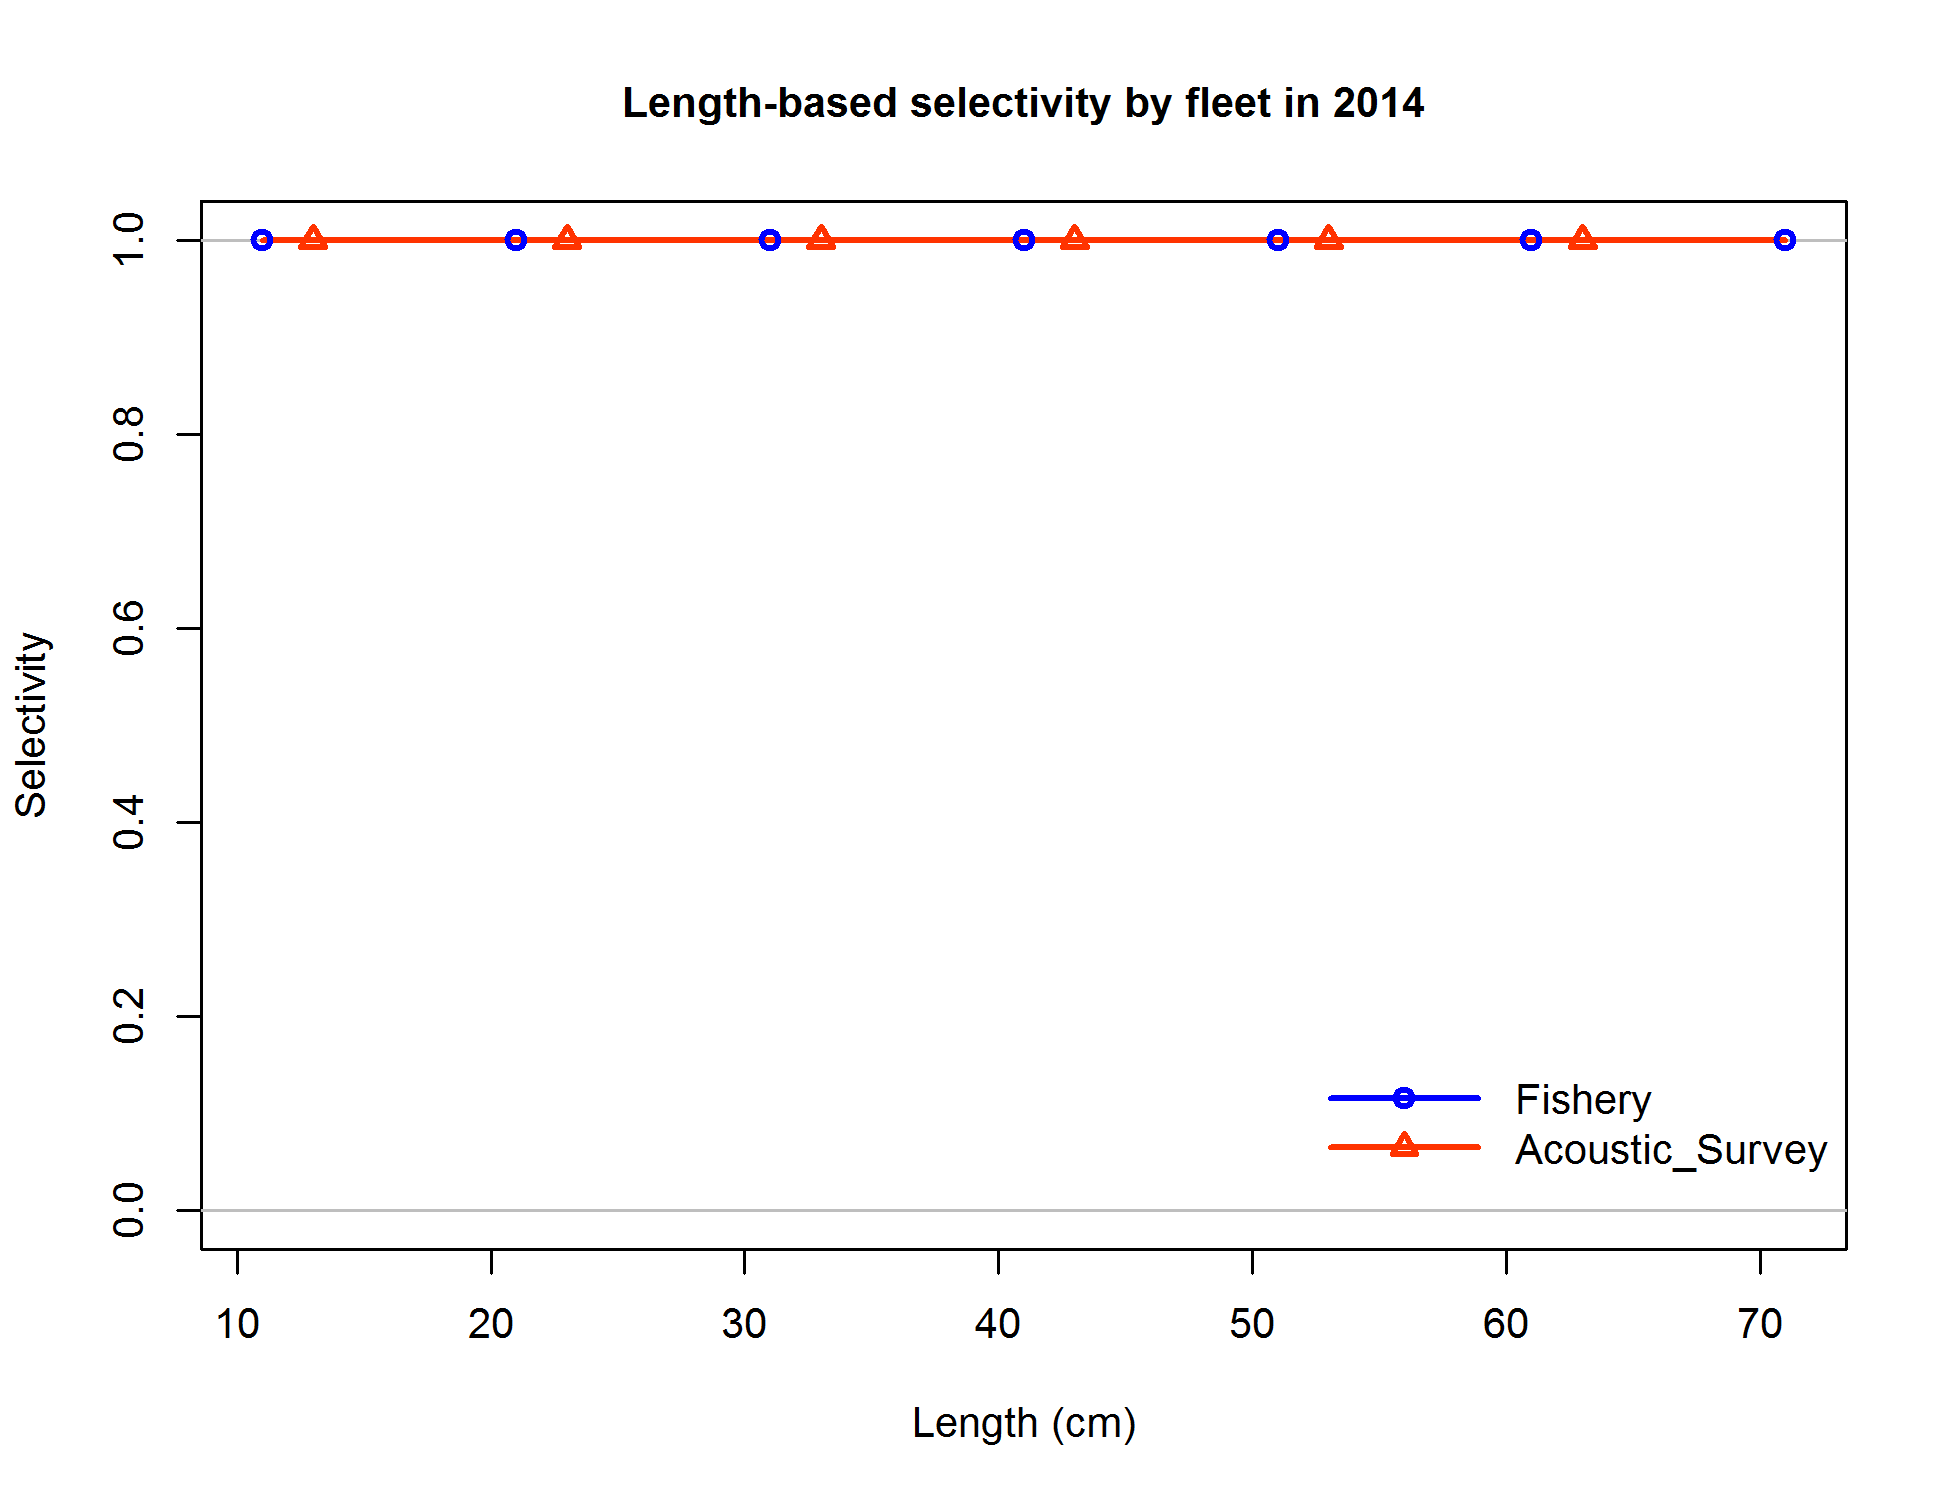 Length-based selectivity by fleet in 2014
Selectivity
1.0
0.8
0.6
0.4
0.2
0.0
Fishery
Acoustic_Survey
10 20 30 40 50 60 70
Length (cm)